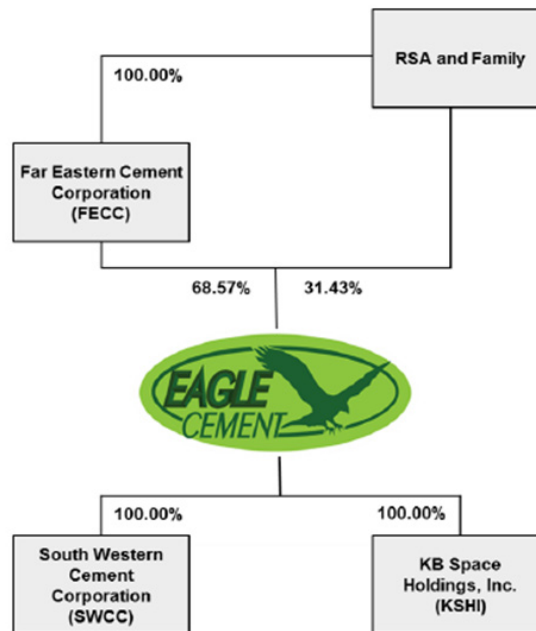 RSA and Family
100.00%
Far Eastern Cement
Corporation
(FECC)
68.57%
31.43%
EAGLE
CEMENT
100.00%
100.00%
South Western
Cement
Corporation
(SWCC)
KB Space
Holdings, Inc.
(KSHI)